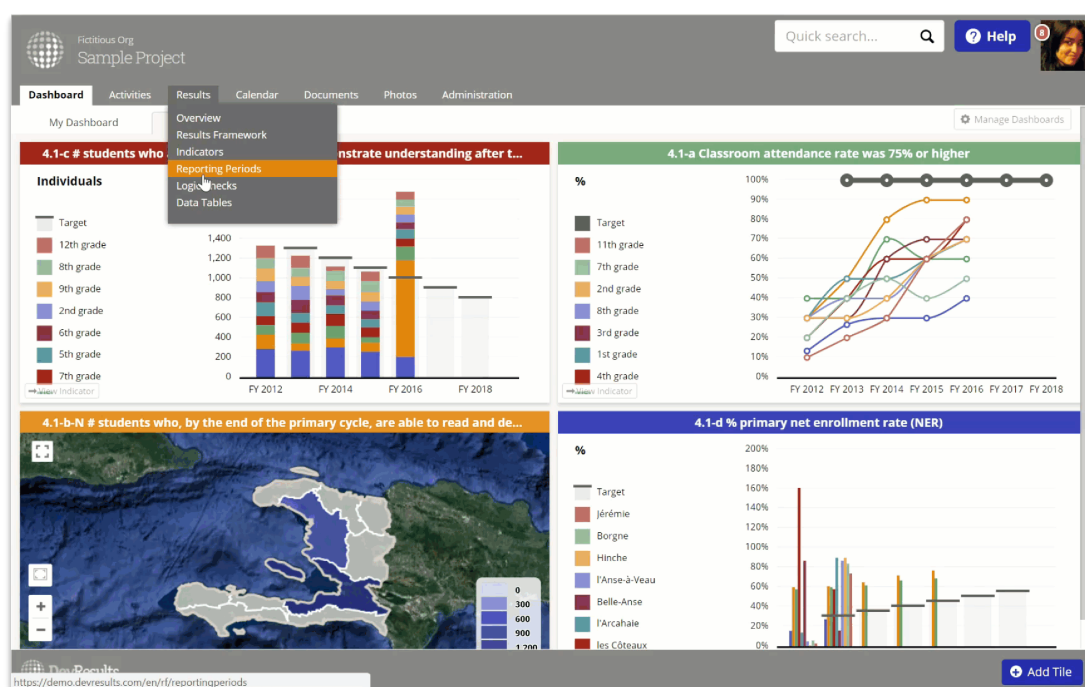 Fictitious Org
Sample Project
Quick search...
Help
8
Dashboard Activities Results Calendar Documents Photos Administration
My Dashboard
Manage Dashboards
Overview
Results Framework
Indicators
Reporting Periods
Logic Checks
Data Tables
4.1-c # students who nstrate understanding after t...
Individuals
Target
12th grade
8th grade
9th grade
2nd grade
6th grade
5th grade
7th grade
View Indicator
1,400
1,200
1,000
800
600
400
200
0
FY 2012 FY 2014 FY 2016 FY 2018
4.1-a Classroom attendance rate was 75% or higher
%
Target
11th grade
7th grade
2nd grade
8th grade
3rd grade
1st grade
4th grade
View Indicator
100%
90%
80%
70%
60%
50%
40%
30%
20%
10%
0%
FY 2012 FY 2013 FY 2014 FY 2015 FY 2016 FY 2017 FY 2018
4.1-b-N # students who, by the end of the primary cycle, are able to read and de...
+
−
0
300
600
900
1,200
4.1-d % primary net enrollment rate (NER)
%
Target
Jérémie
Borgne
Hinche
l'Anse-à-Veau
Belle-Anse
l'Arcahaie
les Côteaux
200%
180%
160%
140%
120%
100%
80%
60%
40%
20%
0%
DevResults
Add Tile
https://demo.devresults.com/en/rf/reportingperiods